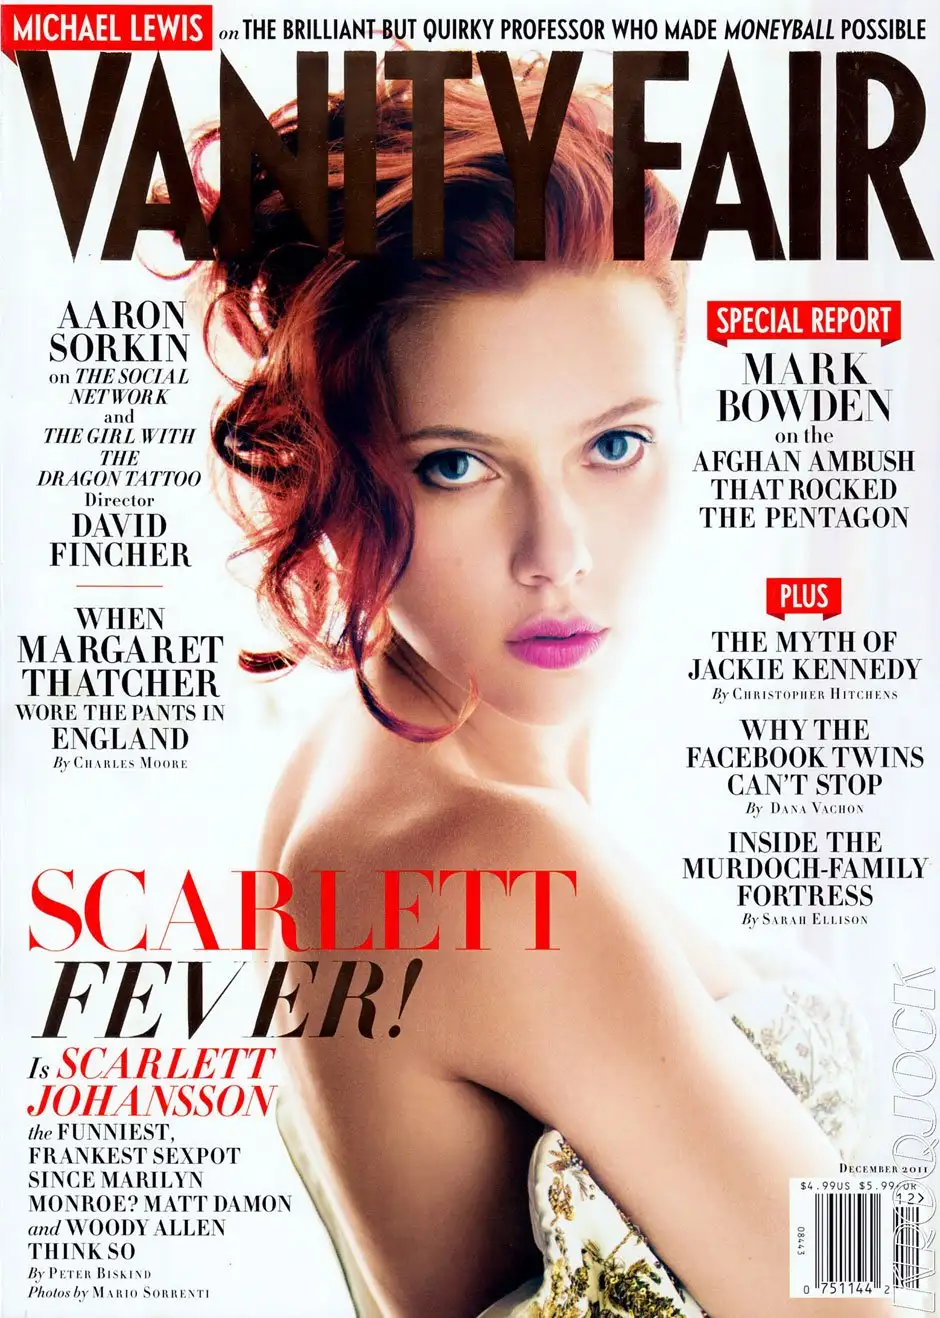 MICHAEL LEWIS on THE BRILLIANT BUT QUIRKY PROFESSOR WHO MADE MONEYBALL POSSIBLE
VANITY FAIR
AARON
SORKIN
on THE SOCIAL
NETWORK
and
THE GIRL WITH
THE
DRAGON TATTOO
Director
DAVID
FINCHER
WHEN
MARGARET
THATCHER
WORE THE PANTS IN
ENGLAND
By CHARLES MOORE
SPECIAL REPORT
MARK
BOWDEN
on the
AFGHAN AMBUSH
THAT ROCKED
THE PENTAGON
PLUS
THE MYTH OF
JACKIE KENNEDY
By CHRISTOPHER HITCHENS
WHY THE
FACEBOOK TWINS
CAN'T STOP
By DANA VACHON
INSIDE THE
MURDOCH-FAMILY
FORTRESS
By SARAH ELLISON
SCARLETT
FEVER!
Is SCARLETT
JOHANSSON
the FUNNIEST,
FRANKEST SEXPOT
SINCE MARILYN
MONROE? MATT DAMON
and WOODY ALLEN
THINK SO
By PETER BISKIND
Photos by MARIO SORRENTI
DECEMBER 2011
$4.99US
12>
08443
0 751144 2